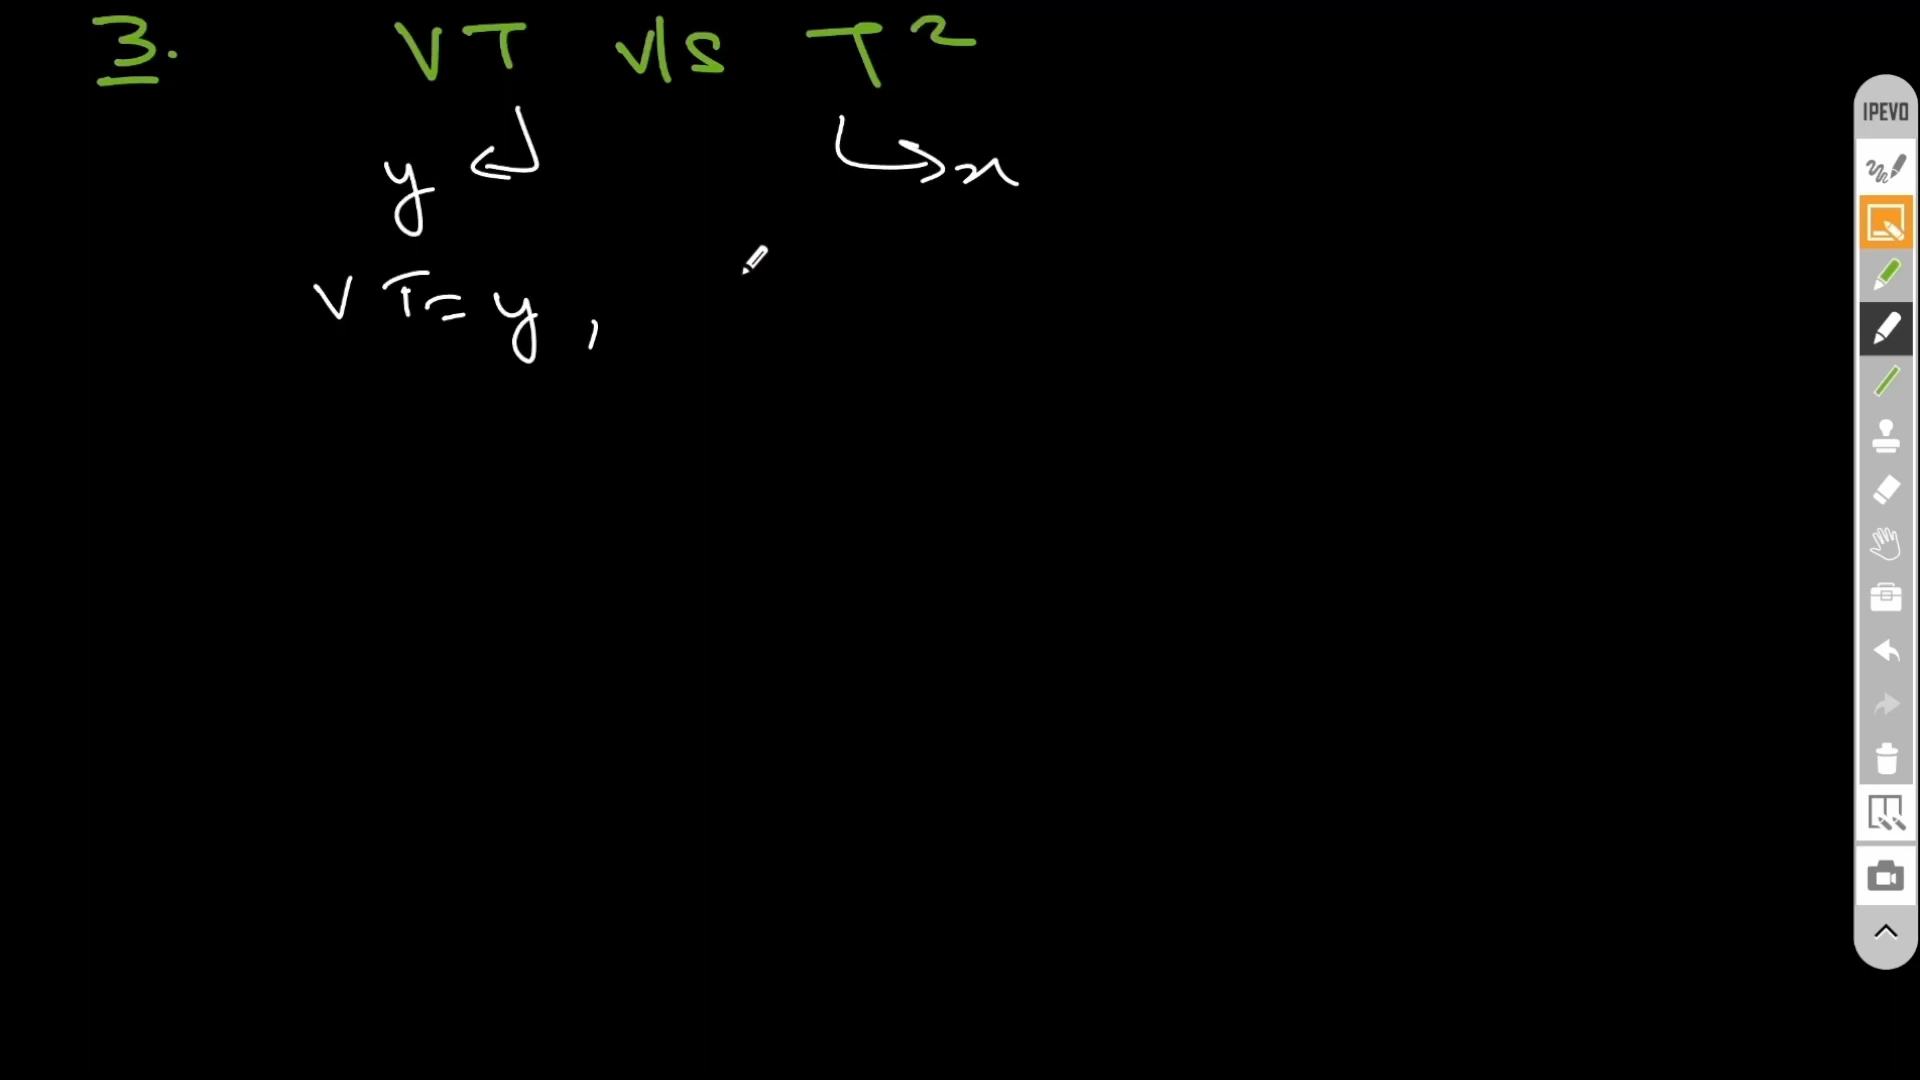 3. VT v/s T²
y x
VT = y ,
IPEVO